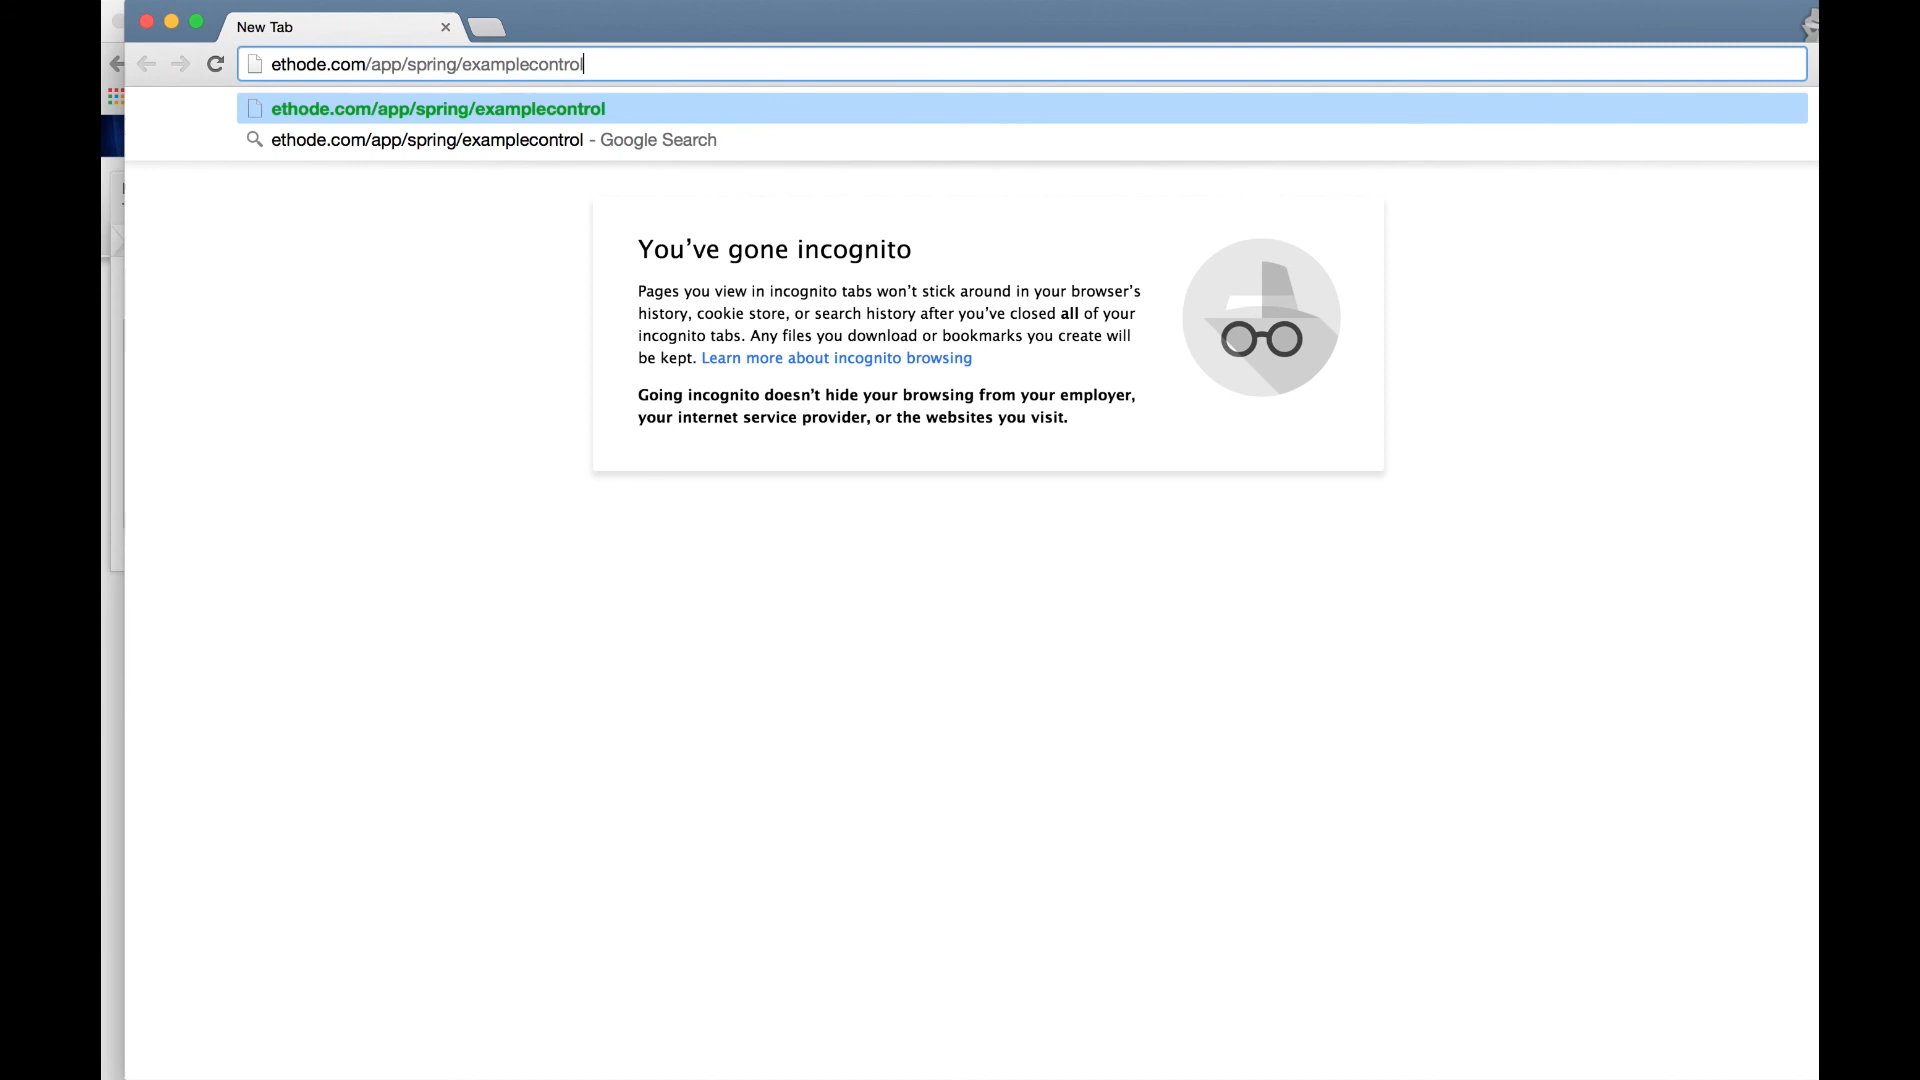 New Tab
ethode.com/app/spring/examplecontrol
ethode.com/app/spring/examplecontrol
ethode.com/app/spring/examplecontrol - Google Search
You’ve gone incognito
Pages you view in incognito tabs won’t stick around in your browser’s
history, cookie store, or search history after you’ve closed all of your
incognito tabs. Any files you download or bookmarks you create will
be kept. Learn more about incognito browsing
Going incognito doesn’t hide your browsing from your employer,
your internet service provider, or the websites you visit.